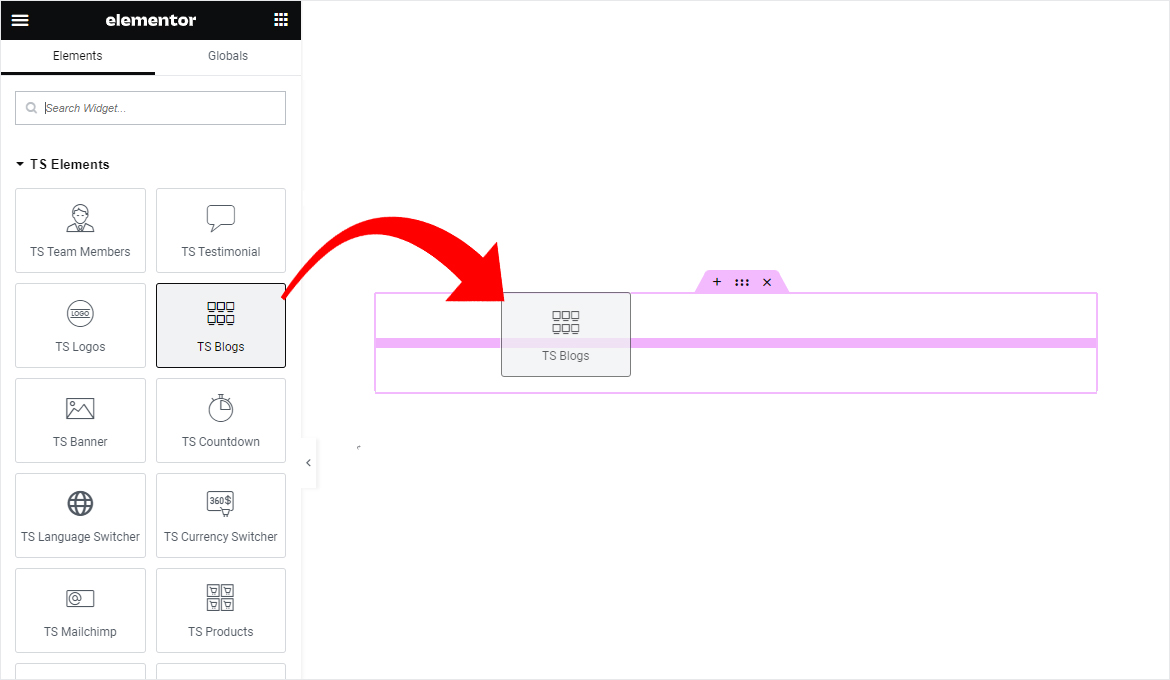 elementor
Elements
Globals
Search Widget...
TS Elements
TS Team Members
TS Testimonial
LOGO
TS Logos
TS Blogs
TS Banner
TS Countdown
TS Language Switcher
360$
TS Currency Switcher
@
TS Mailchimp
TS Products
TS Blogs